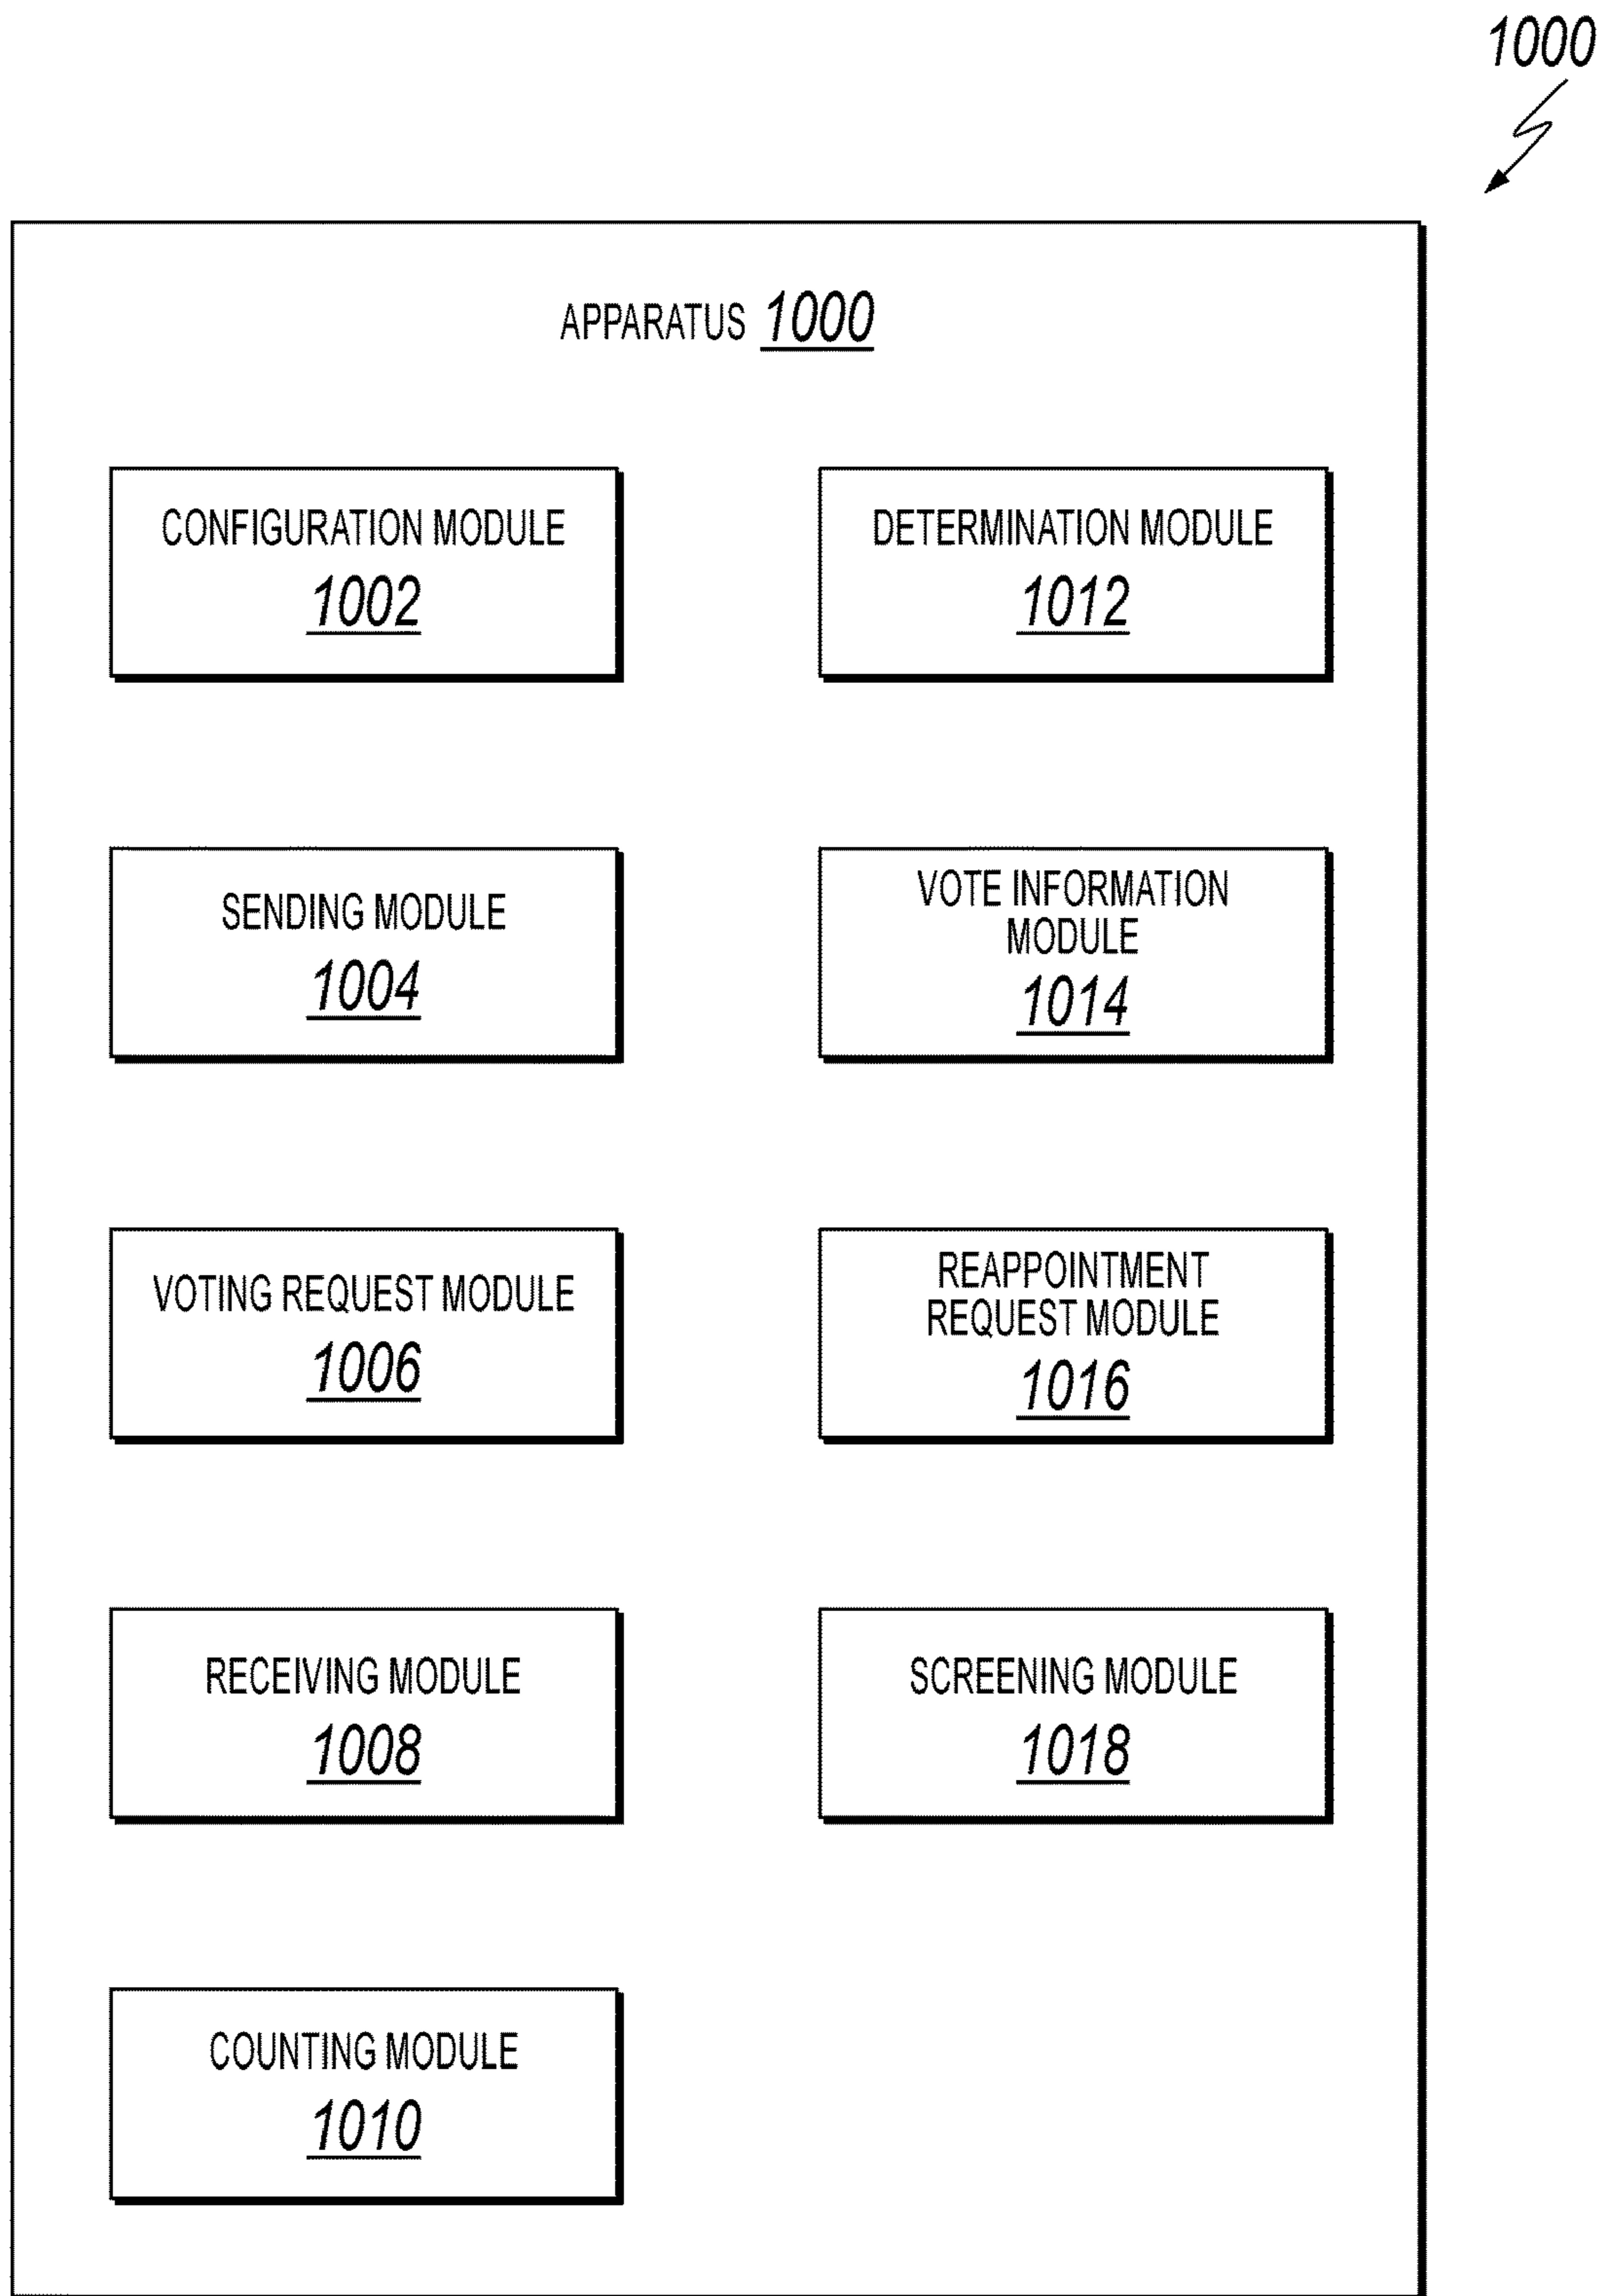 1000
APPARATUS 1000
CONFIGURATION MODULE
1002
DETERMINATION MODULE
1012
SENDING MODULE
1004
VOTE INFORMATION
MODULE
1014
VOTING REQUEST MODULE
1006
REAPPOINTMENT
REQUEST MODULE
1016
RECEIVING MODULE
1008
SCREENING MODULE
1018
COUNTING MODULE
1010